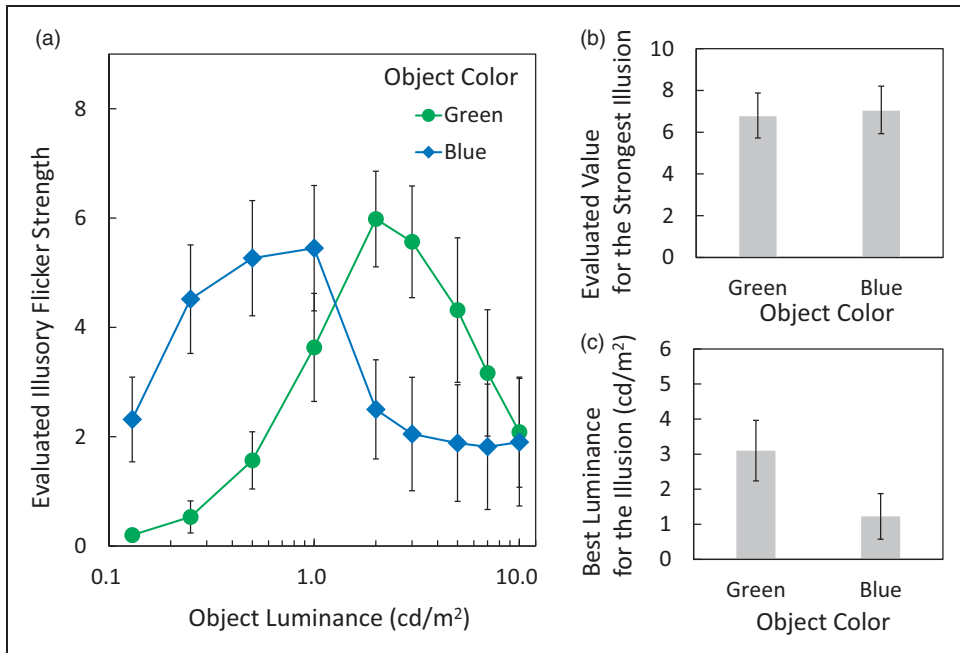 (a)
Evaluated Illusory Flicker Strength
8
6
4
2
0
Object Color
Green
Blue
0.1
1.0
10.0
Object Luminance (cd/m²)
(b)
Evaluated Value
for the Strongest Illusion
10
8
6
4
2
0
Green
Blue
Object Color
(c)
Best Luminance
for the Illusion (cd/m²)
6
5
4
3
2
1
0
Green
Blue
Object Color